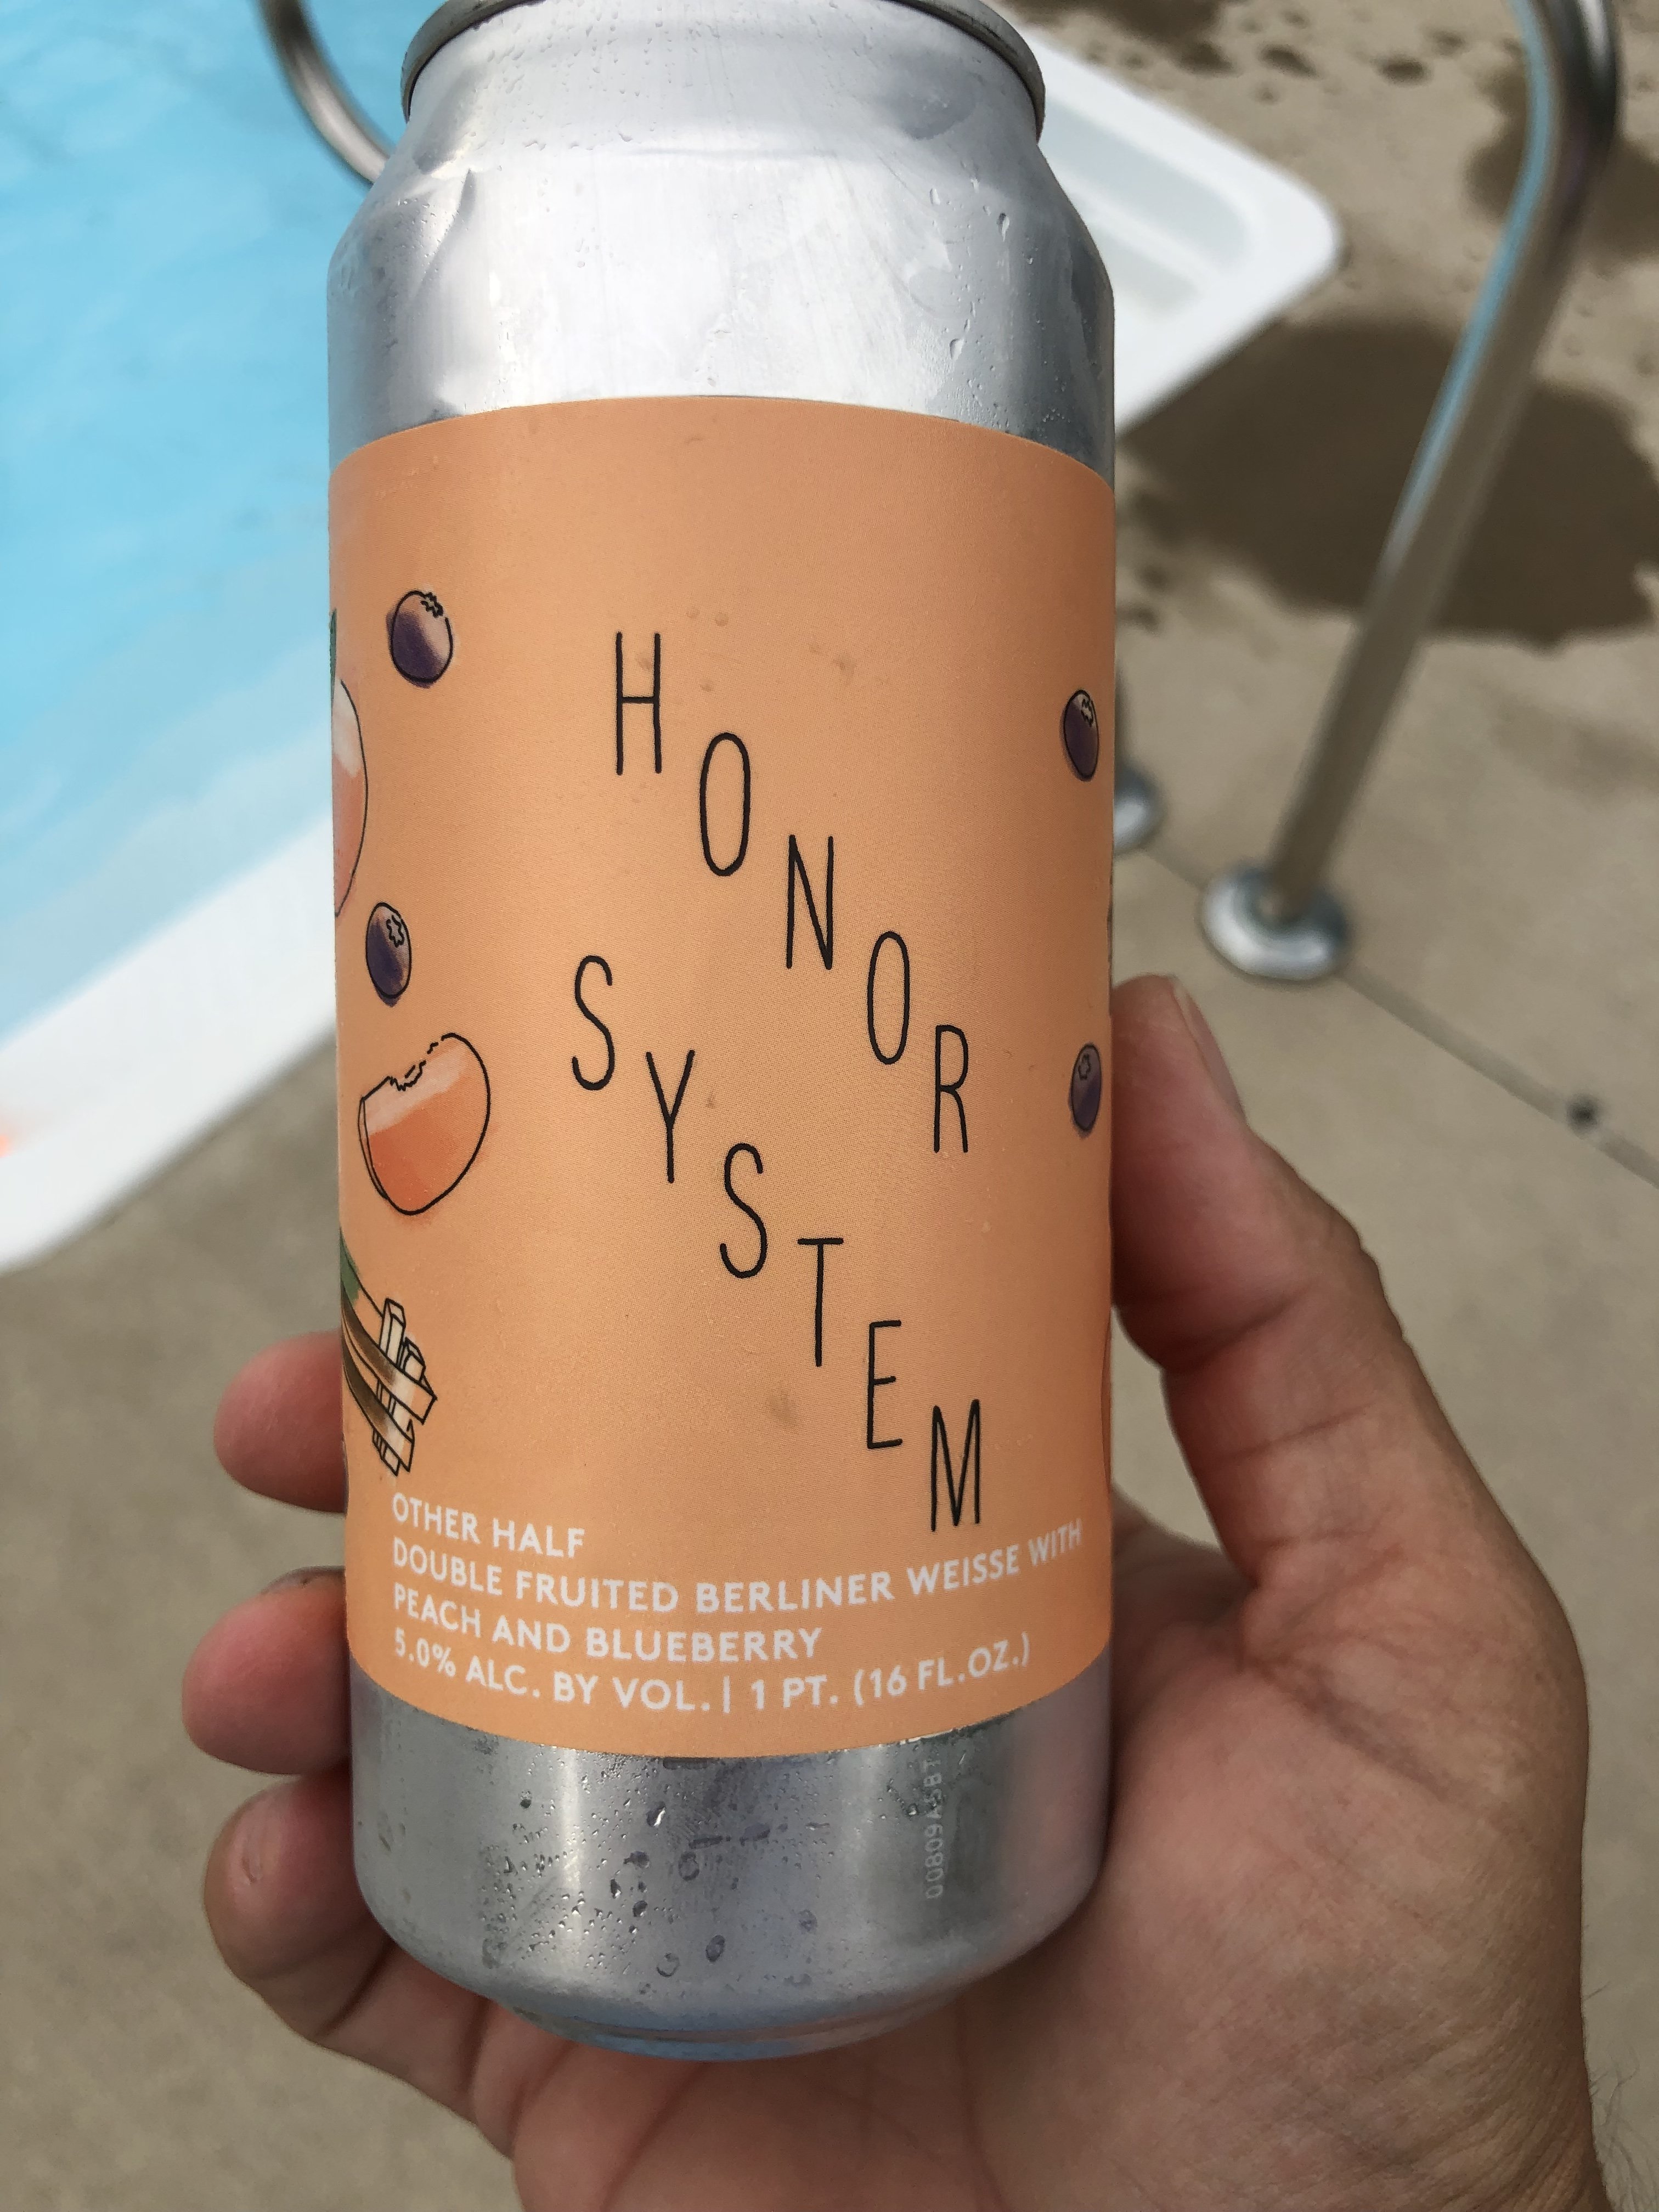 HONOR
SYSTEM
OTHER HALF
DOUBLE FRUITED BERLINER WEISSE WITH
PEACH AND BLUEBERRY
5.0% ALC. BY VOL. | 1 PT. (16 FL.OZ.)